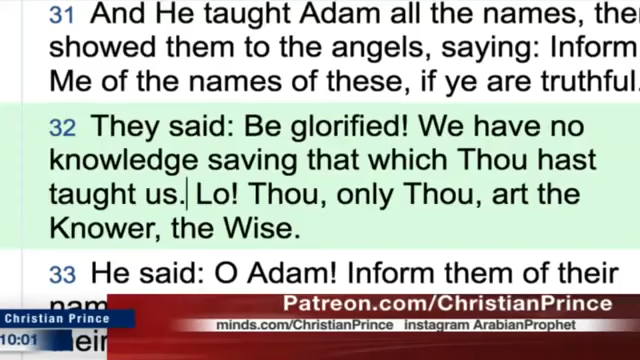 31 And He taught Adam all the names, then
showed them to the angels, saying: Inform
Me of the names of these, if ye are truthful.
32 They said: Be glorified! We have no
knowledge saving that which Thou hast
taught us. Lo! Thou, only Thou, art the
Knower, the Wise.
33 He said: O Adam! Inform them of their
Patreon.com/ChristianPrince
Christian Prince
minds.com/ChristianPrince instagram ArabianProphet
10:01